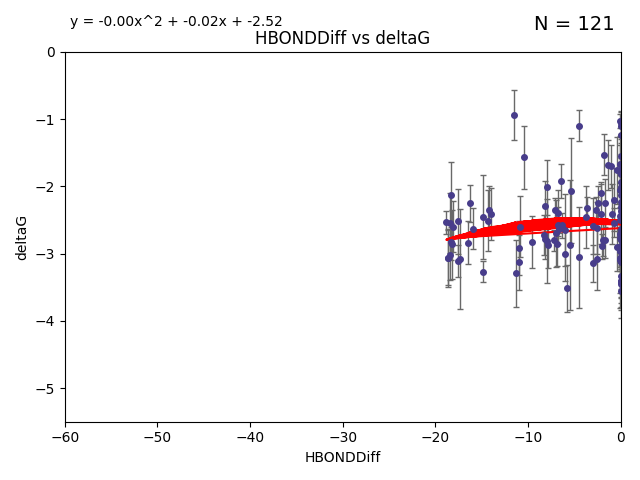 y = -0.00x^2 + -0.02x + -2.52
N = 121
HBONDDiff vs deltaG
0
−1
−2
−3
−4
−5
deltaG
−60 −50 −40 −30 −20 −10 0
HBONDDiff